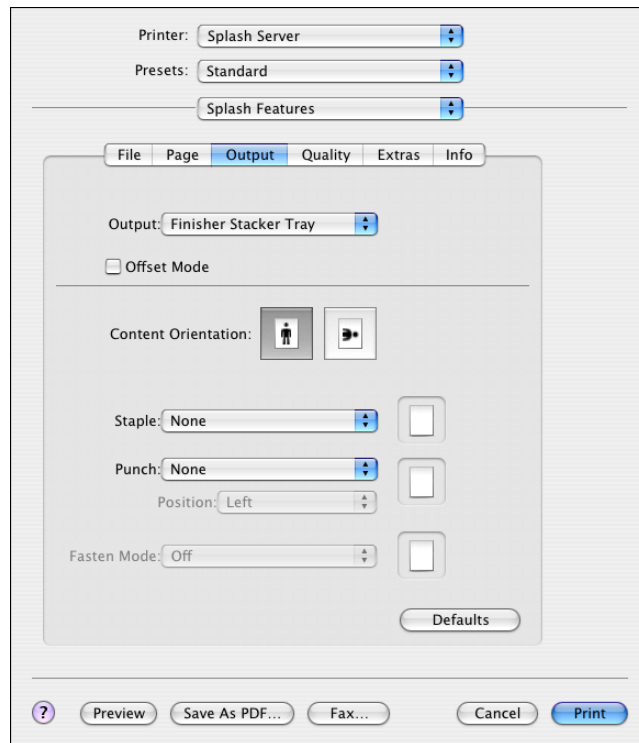 Printer: Splash Server
Presets: Standard
Splash Features
File Page Output Quality Extras Info
Output: Finisher Stacker Tray
Offset Mode
Content Orientation:
Staple: None
Punch: None
Position: Left
Fasten Mode: Off
Defaults
? Preview Save As PDF... Fax... Cancel Print